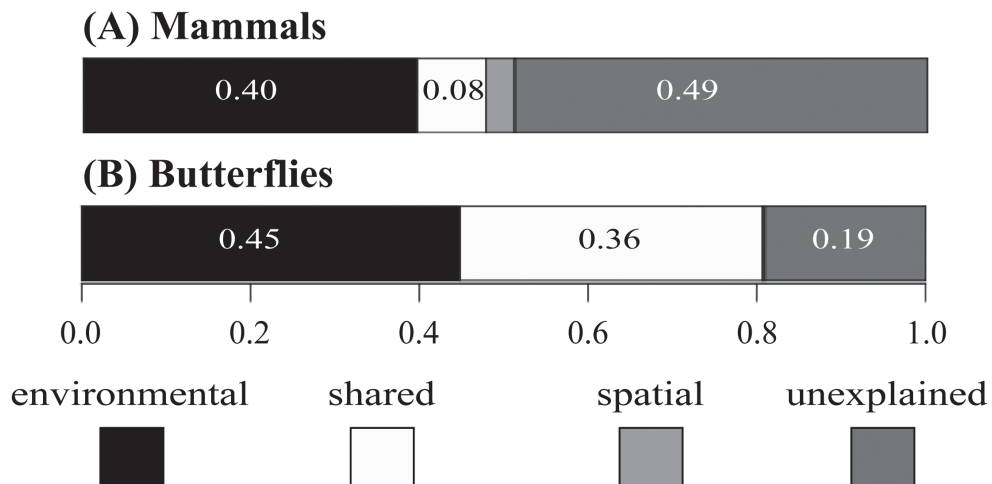 (A) Mammals
0.40 0.08 0.49
(B) Butterflies
0.45 0.36 0.19
0.0 0.2 0.4 0.6 0.8 1.0
environmental shared spatial unexplained